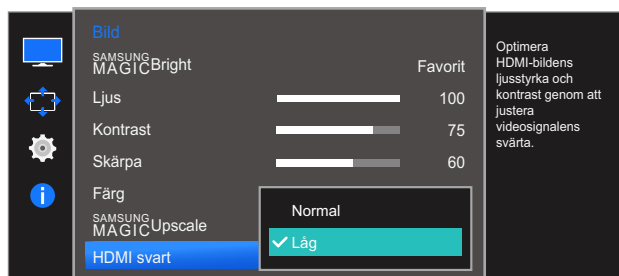 Bild
SAMSUNG
MAGICBright Favorit
Ljus 100
Kontrast 75
Skärpa 60
Färg
SAMSUNG
MAGICUpscale
HDMI svart
Normal
Låg
Optimera
HDMI-bildens
ljusstyrka och
kontrast genom att
justera
videosignalens
svärta.